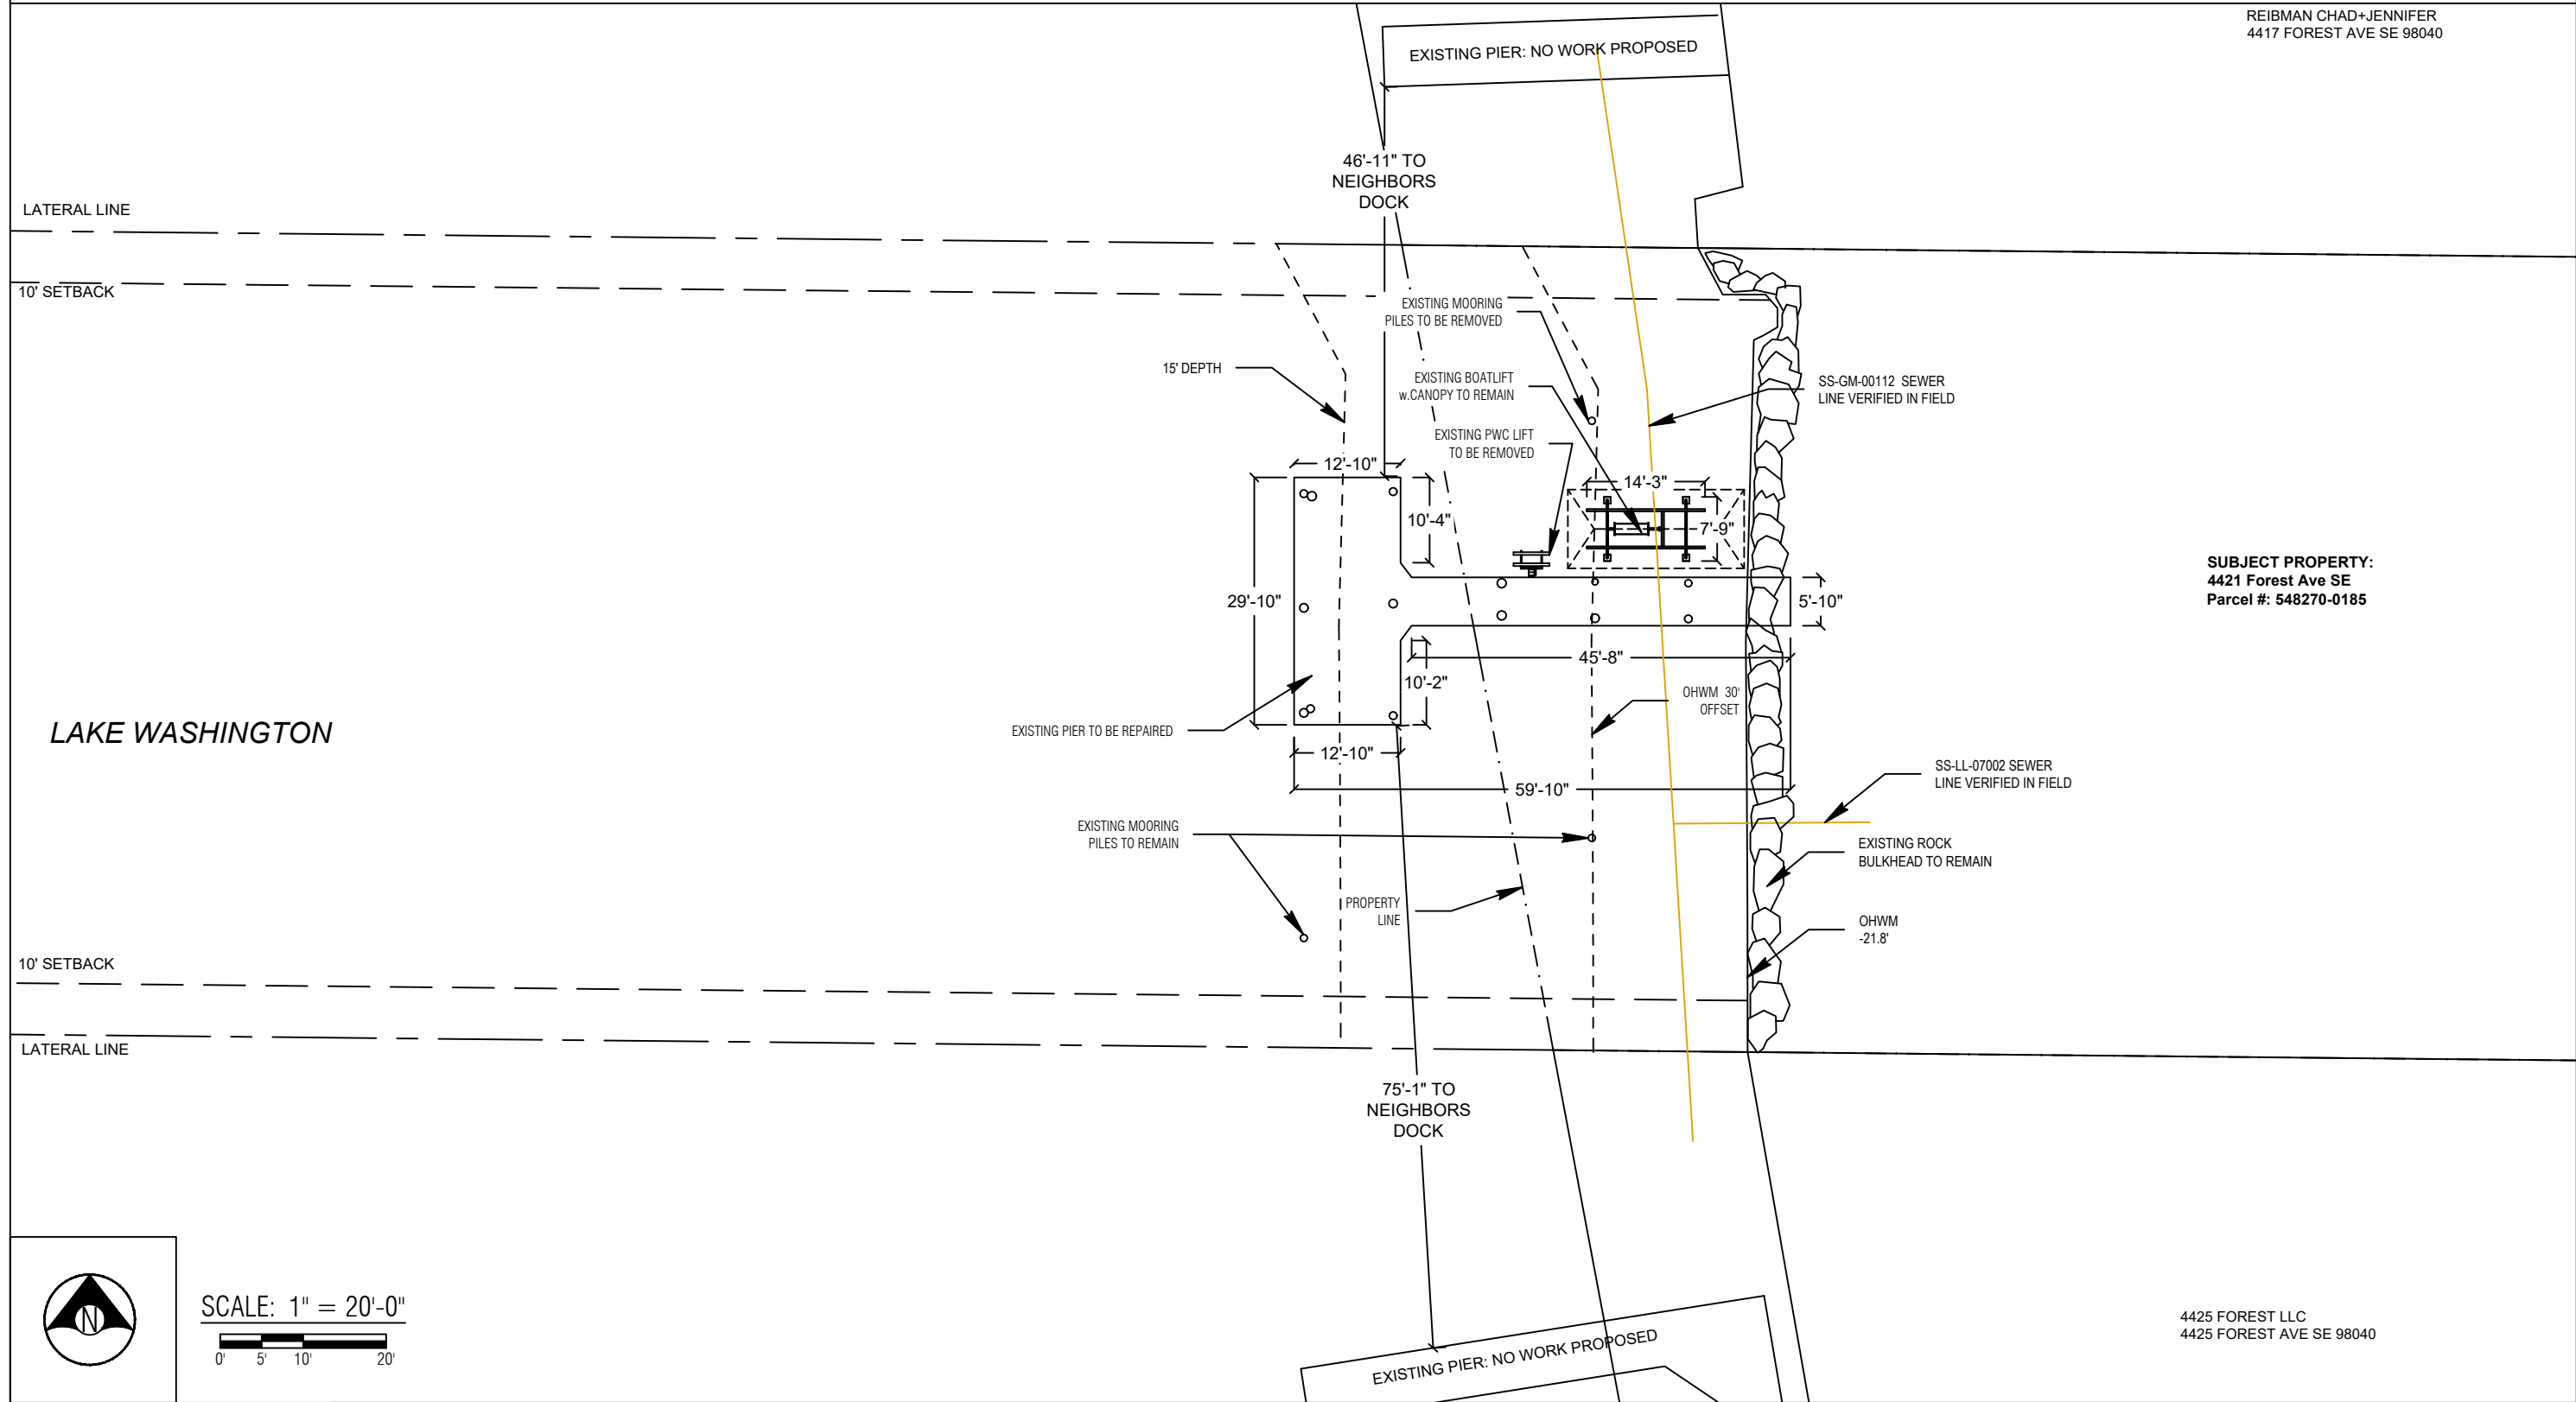 REIBMAN CHAD+JENNIFER
4417 FOREST AVE SE 98040
EXISTING PIER: NO WORK PROPOSED
46'-11" TO
NEIGHBORS
DOCK
LATERAL LINE
10' SETBACK
EXISTING MOORING
PILES TO BE REMOVED
15' DEPTH
EXISTING BOATLIFT
w.CANOPY TO REMAIN
SS-GM-00112 SEWER
LINE VERIFIED IN FIELD
EXISTING PWC LIFT
TO BE REMOVED
12'-10"
14'-3"
10'-4"
7'-9"
SUBJECT PROPERTY:
4421 Forest Ave SE
Parcel #: 548270-0185
29'-10"
5'-10"
45'-8"
10'-2"
OHWM 30'
OFFSET
LAKE WASHINGTON
EXISTING PIER TO BE REPAIRED
12'-10"
59'-10"
SS-LL-07002 SEWER
LINE VERIFIED IN FIELD
EXISTING MOORING
PILES TO REMAIN
EXISTING ROCK
BULKHEAD TO REMAIN
PROPERTY
LINE
OHWM
-21.8'
10' SETBACK
LATERAL LINE
75'-1" TO
NEIGHBORS
DOCK
N
SCALE: 1" = 20'-0"
0' 5' 10' 20'
EXISTING PIER: NO WORK PROPOSED
4425 FOREST LLC
4425 FOREST AVE SE 98040